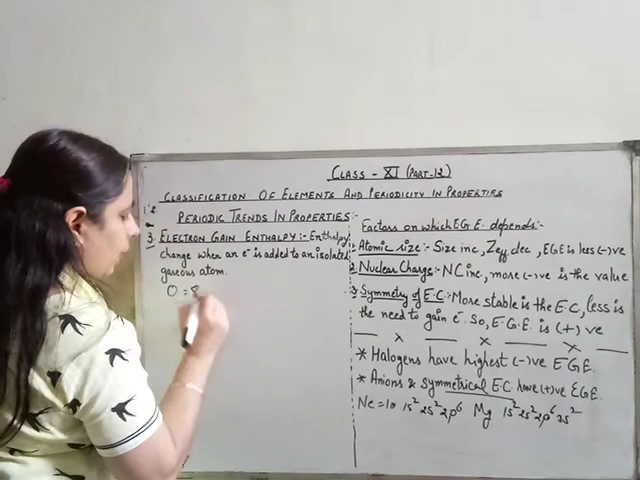 CLASS - XI (PART-12)
CLASSIFICATION OF ELEMENTS AND PERIODICITY IN PROPERTIES
PERIODIC TRENDS IN PROPERTIES:-
3. ELECTRON GAIN ENTHALPY:- Enthalpy
change when an e⁻ is added to an isolated
gaseous atom.
O = 8
Factors on which E.G.E. depends:-
1. Atomic size:- Size inc, Zeff dec, EGE is less (-)ve
2. Nuclear Charge:- NC inc, more (-)ve is the value
3. Symmetry of E.C:- More stable is the E.C, less is
the need to gain e⁻. So, E.G.E is (+)ve
* Halogens have highest (-)ve EGE.
* Anions & symmetrical E.C have (+)ve EGE.
Ne=10 1s² 2s² 2p⁶ Mg 1s² 2s² 2p⁶ 3s²